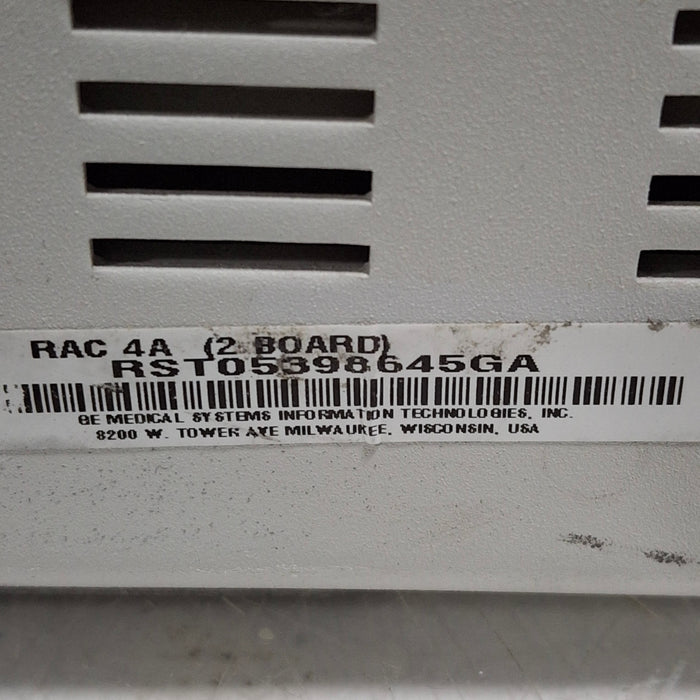 RAC 4A (2 BOARD)
RST05398645GA
GE MEDICAL SYSTEMS INFORMATION TECHNOLOGIES, INC.
8200 W. TOWER AVE MILWAUKEE, WISCONSIN, USA